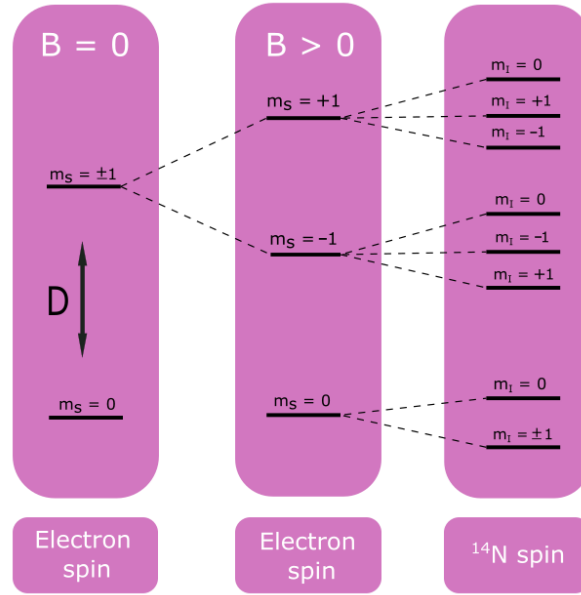 B = 0
mS = ±1
D
mS = 0
Electron
spin
B > 0
mS = +1
mS = –1
mS = 0
Electron
spin
mI = 0
mI = +1
mI = –1
mI = 0
mI = –1
mI = +1
mI = 0
mI = ±1
¹⁴N spin